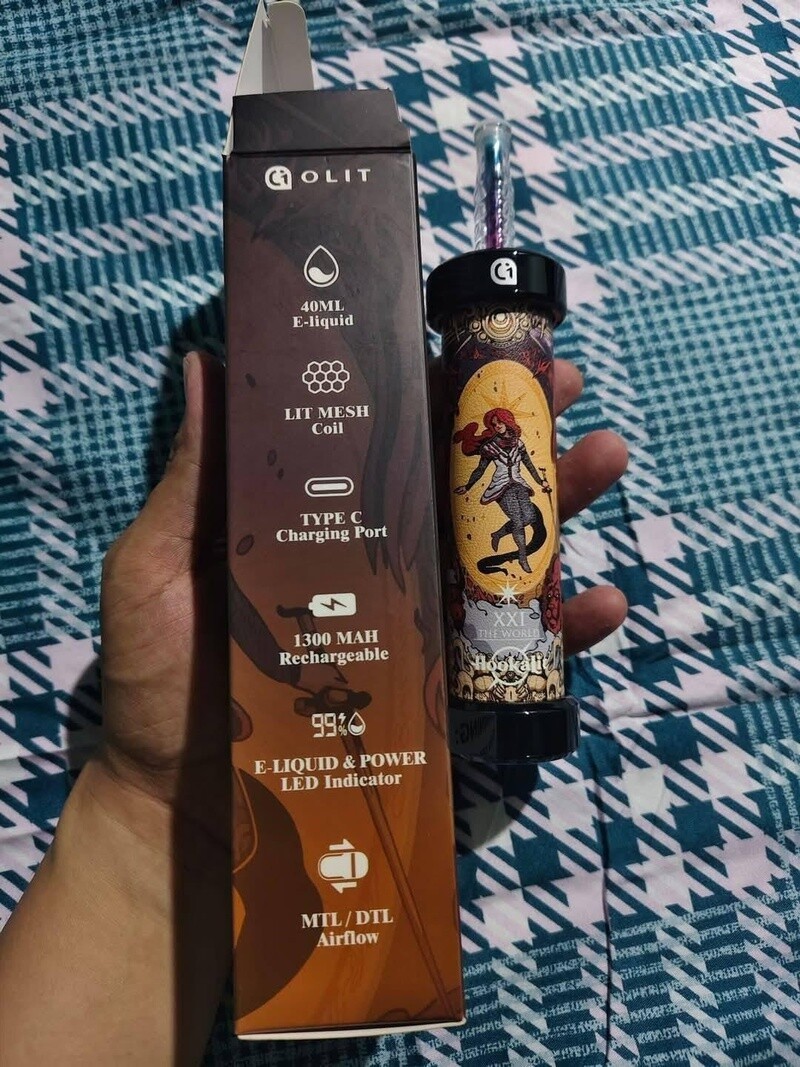 OLIT
40ML
E-liquid
LIT MESH
Coil
TYPE C
Charging Port
1300 MAH
Rechargeable
99%
E-LIQUID & POWER
LED Indicator
MTL / DTL
Airflow
XXI
THE WORLD
Hookalit